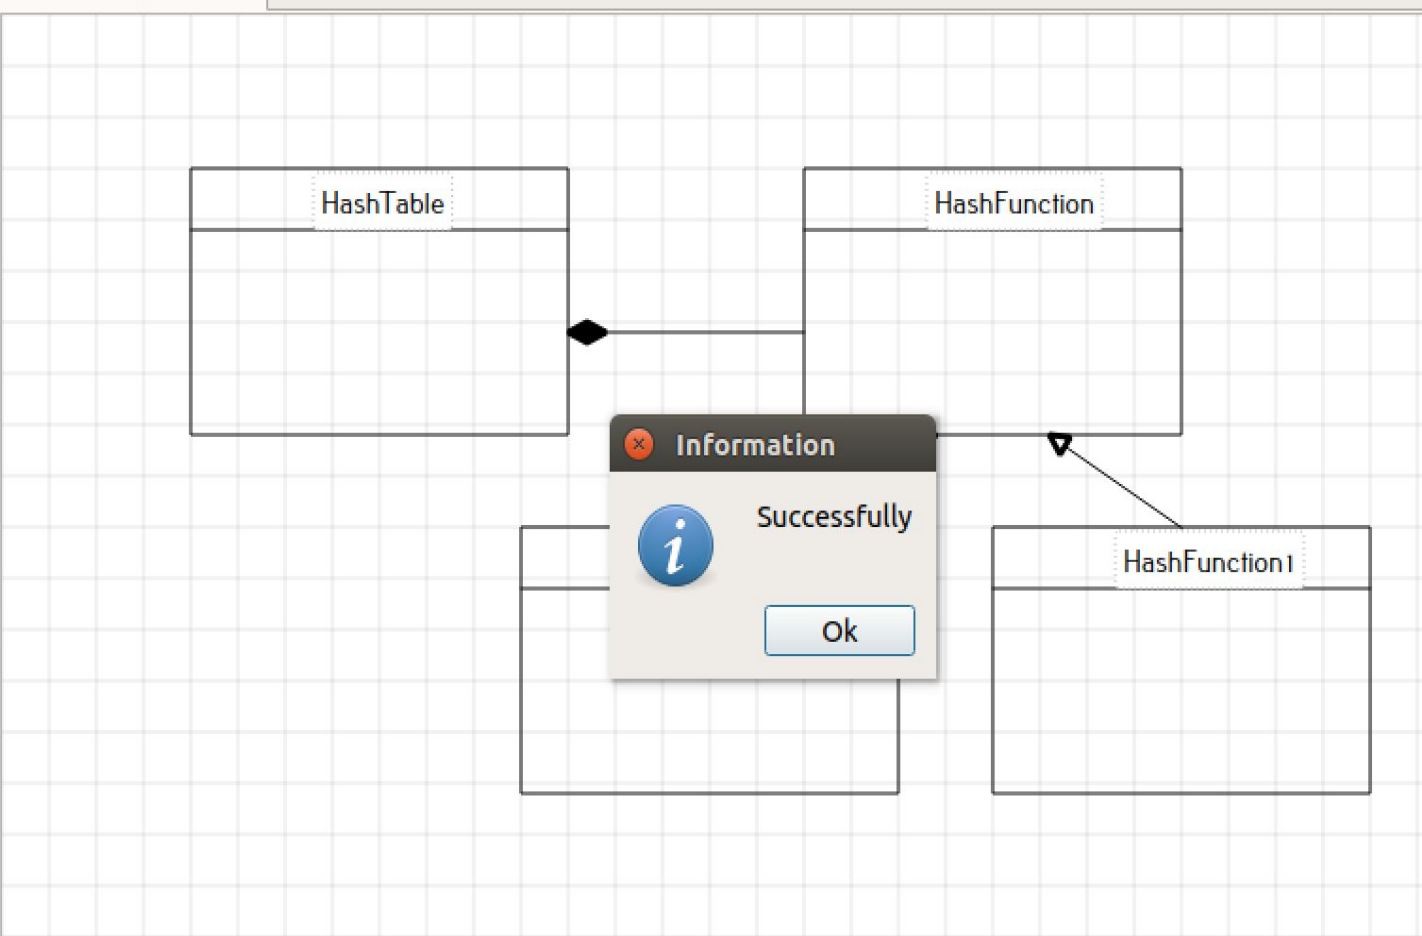 HashTable
HashFunction
Information
Successfully
Ok
HashFunction1